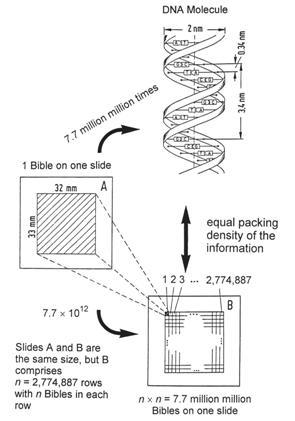 DNA Molecule
2 nm
0.34 nm
3.4 nm
7.7 million million times
1 Bible on one slide
32 mm
A
33 mm
equal packing
density of the
information
1 2 3 ... 2,774,887
B
7.7 × 10¹²
Slides A and B are
the same size, but B
comprises
n = 2,774,887 rows
with n Bibles in each
row
n × n = 7.7 million million
Bibles on one slide